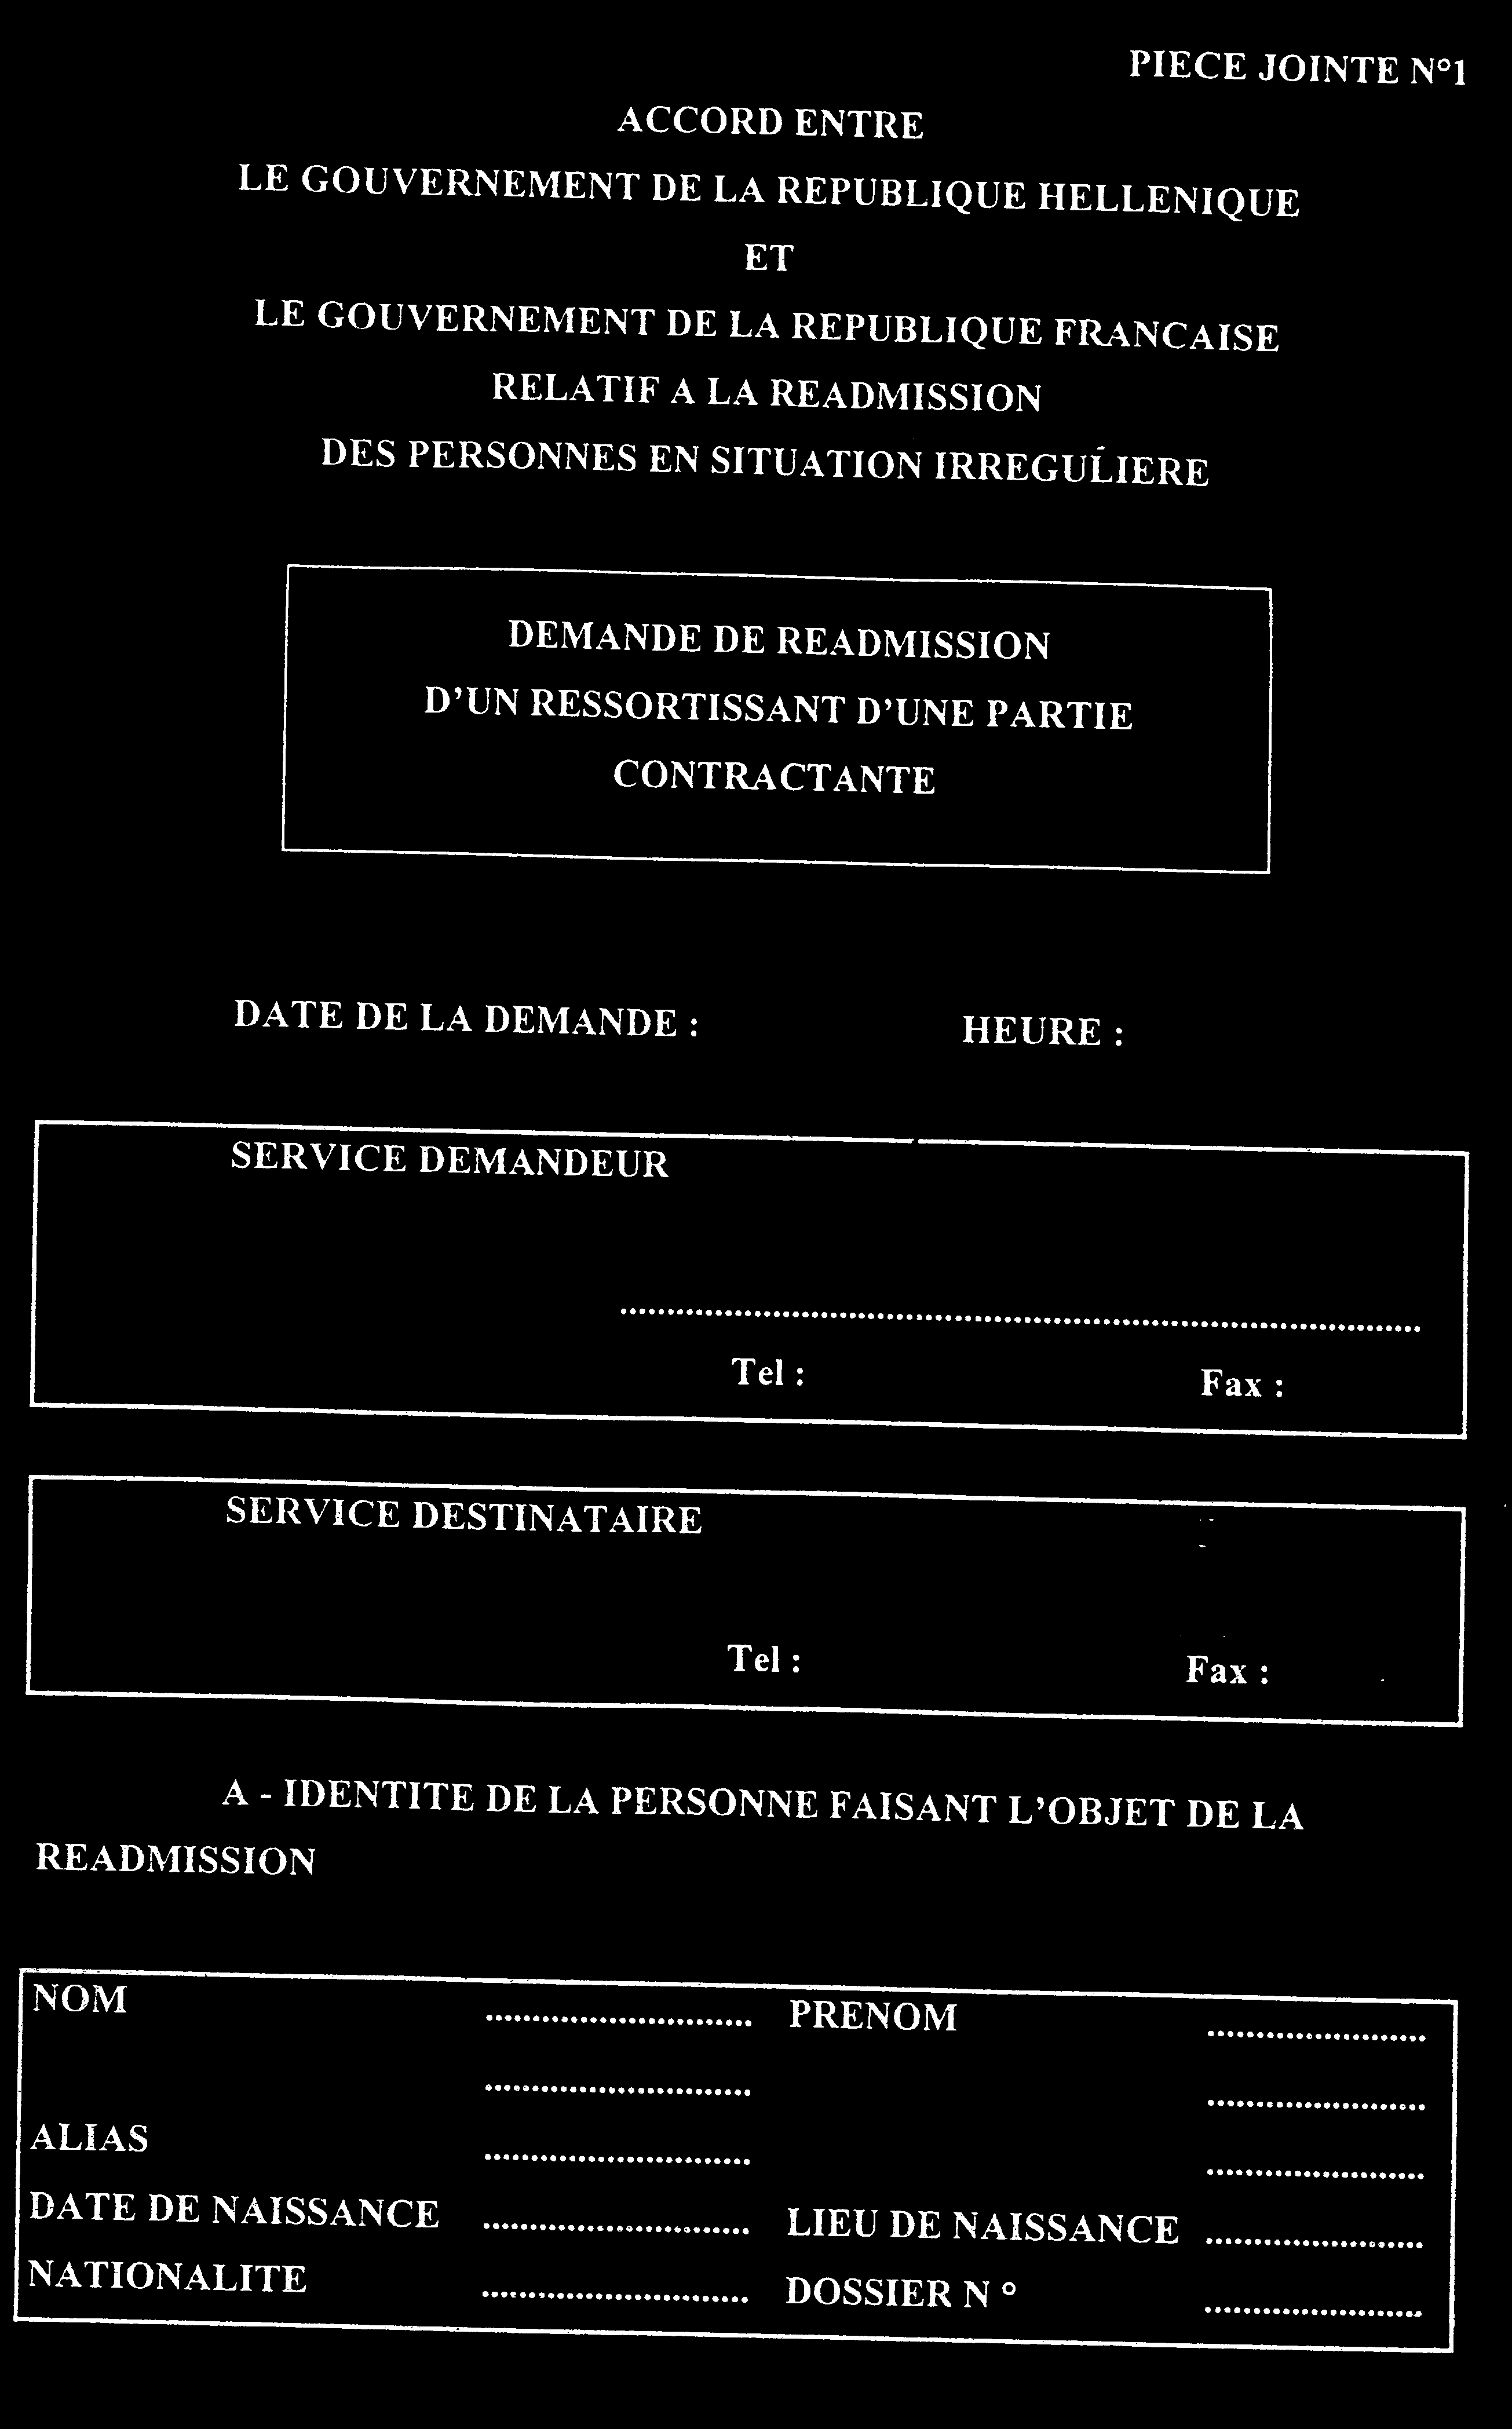 PIECE JOINTE N°1
ACCORD ENTRE
LE GOUVERNEMENT DE LA REPUBLIQUE HELLENIQUE
ET
LE GOUVERNEMENT DE LA REPUBLIQUE FRANCAISE
RELATIF A LA READMISSION
DES PERSONNES EN SITUATION IRREGULIERE
DEMANDE DE READMISSION
D'UN RESSORTISSANT D'UNE PARTIE
CONTRACTANTE
DATE DE LA DEMANDE : HEURE :
SERVICE DEMANDEUR
................................................................................
Tel : Fax :
SERVICE DESTINATAIRE
Tel : Fax :
A - IDENTITE DE LA PERSONNE FAISANT L'OBJET DE LA
READMISSION
NOM ........................... PRENOM ......................
........................... ......................
ALIAS ........................... ......................
DATE DE NAISSANCE ........................... LIEU DE NAISSANCE ......................
NATIONALITE ........................... DOSSIER N ° ......................